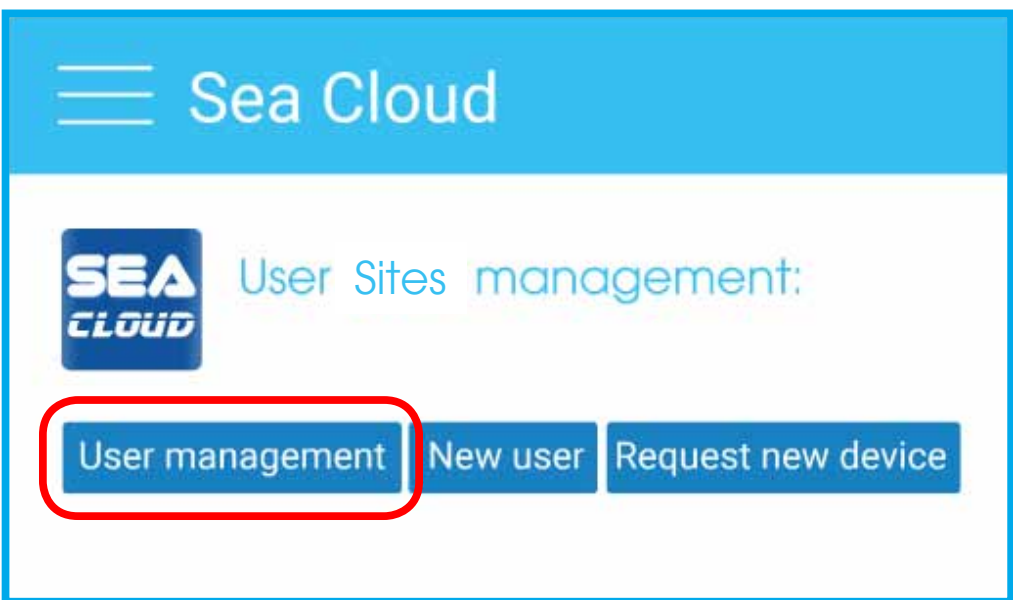 Sea Cloud
SEA
CLOUD
User Sites management:
User management New user Request new device